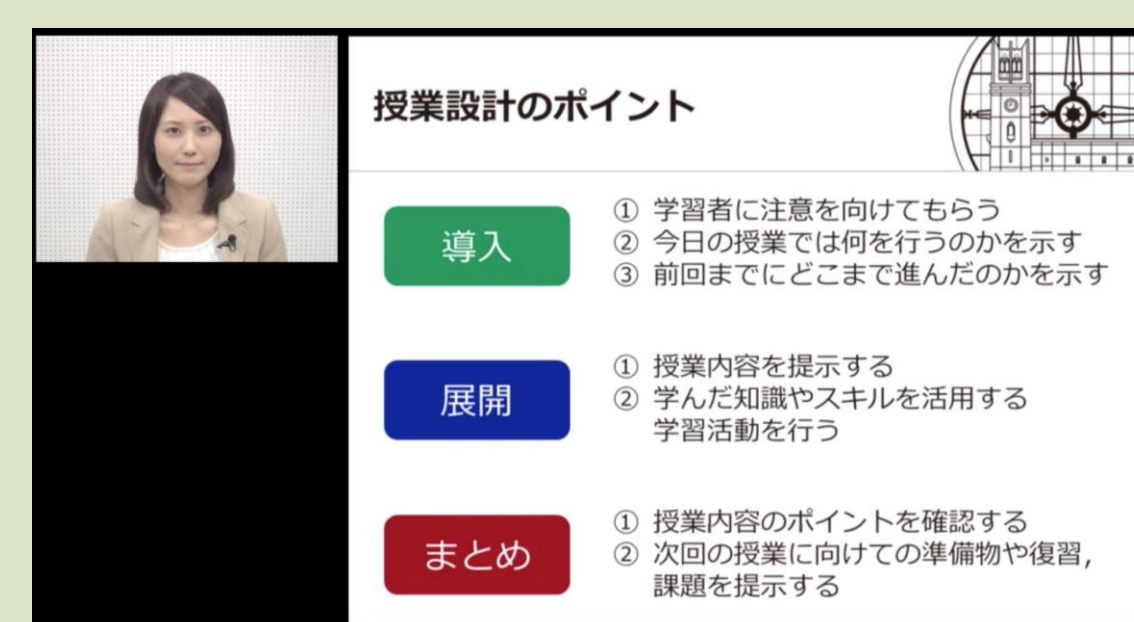 授業設計のポイント
導入
① 学習者に注意を向けてもらう
② 今日の授業では何を行うのかを示す
③ 前回までにどこまで進んだのかを示す
展開
① 授業内容を提示する
② 学んだ知識やスキルを活用する
学習活動を行う
まとめ
① 授業内容のポイントを確認する
② 次回の授業に向けての準備物や復習,
課題を提示する